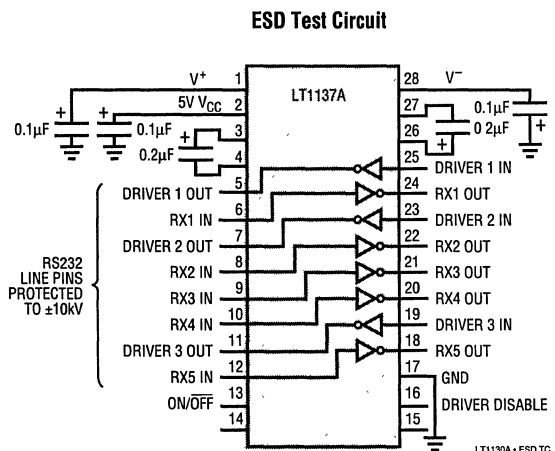 ESD Test Circuit
V+ 1 28 V−
LT1137A
5V VCC 2 27
0.1µF + + 0.1µF 3 26 + 0 2µF 0.1µF +
0.2µF + 4 25 DRIVER 1 IN
DRIVER 1 OUT 5 24 RX1 OUT
RX1 IN 6 23 DRIVER 2 IN
DRIVER 2 OUT 7 22 RX2 OUT
RX2 IN 8 21 RX3 OUT
RX3 IN 9 20 RX4 OUT
RX4 IN 10 19 DRIVER 3 IN
DRIVER 3 OUT 11 18 RX5 OUT
RX5 IN 12 17 GND
ON/OFF 13 16 DRIVER DISABLE
14 15
RS232
LINE PINS
PROTECTED
TO ±10kV
LT1130A • ESD TC